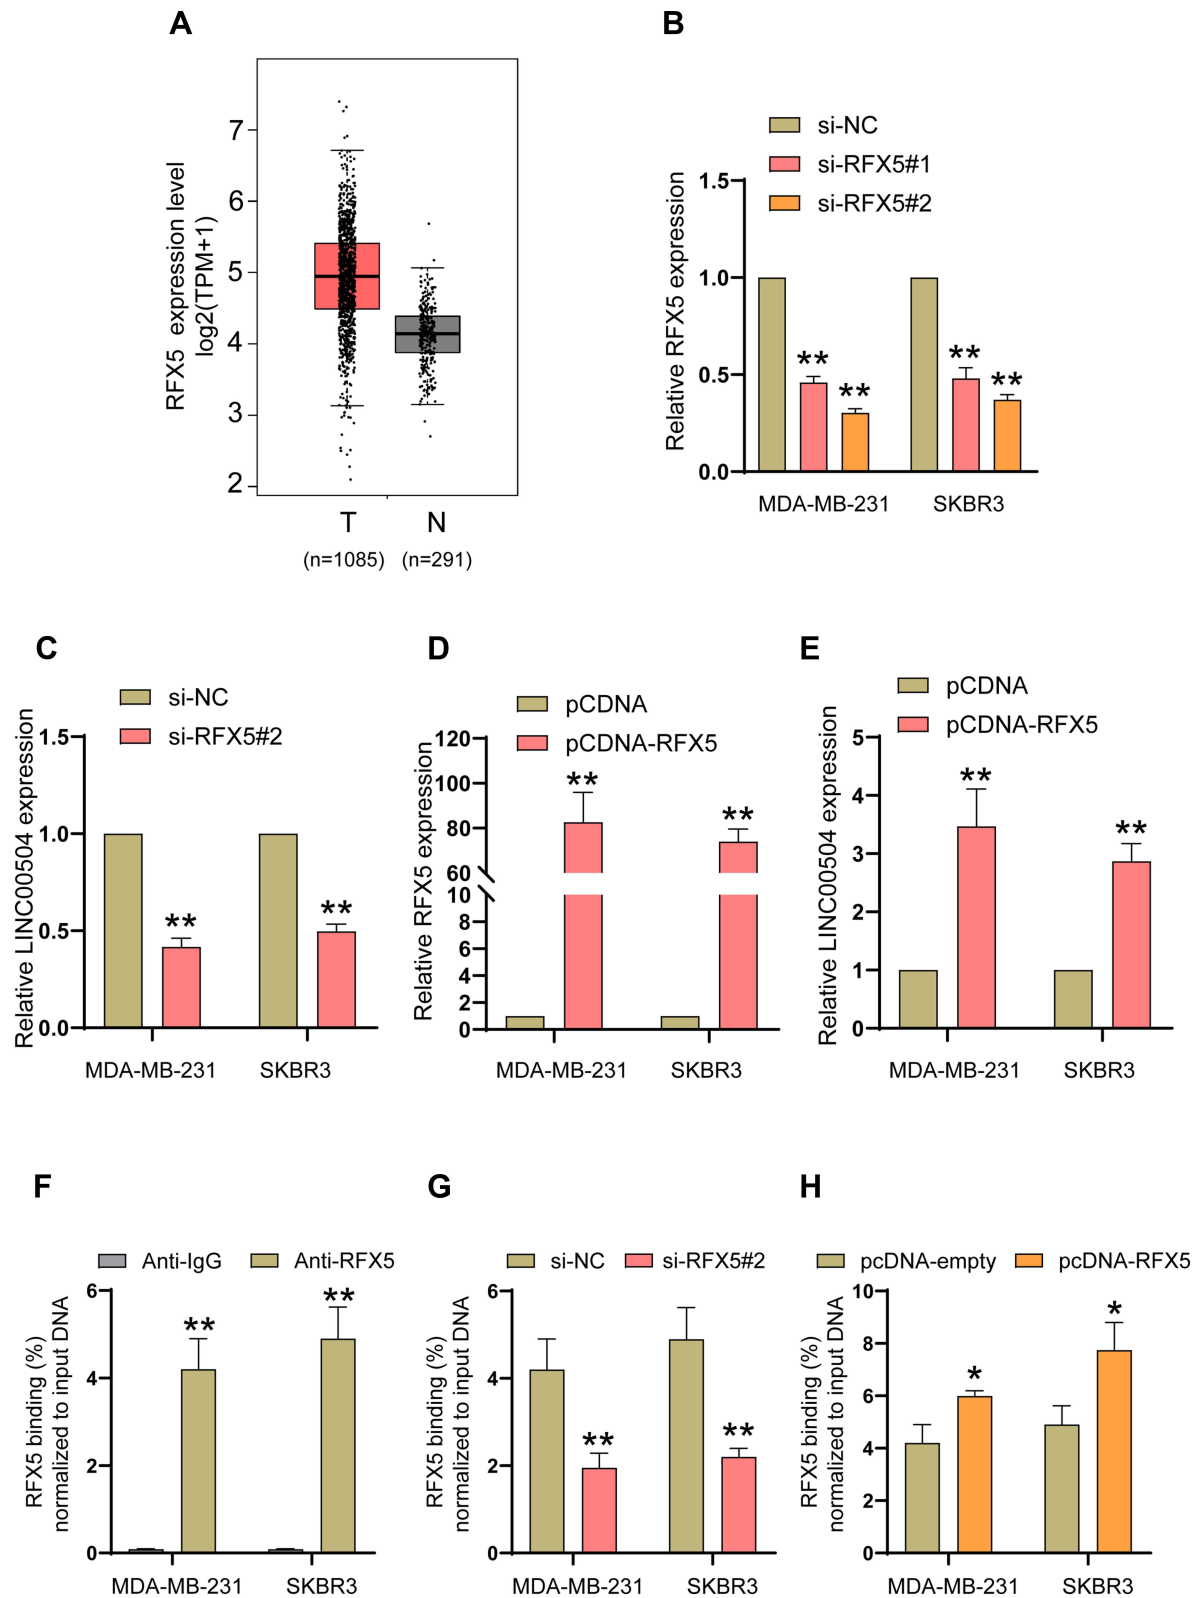 A
RFX5 expression level
log2(TPM+1)
7
6
5
4
3
2
T
N
(n=1085)
(n=291)
B
si-NC
si-RFX5#1
si-RFX5#2
Relative RFX5 expression
1.5
1.0
0.5
0.0
**
**
**
**
MDA-MB-231
SKBR3
C
si-NC
si-RFX5#2
Relative LINC00504 expression
1.5
1.0
0.5
0.0
**
**
MDA-MB-231
SKBR3
D
pCDNA
pCDNA-RFX5
Relative RFX5 expression
120
100
80
60
10
8
6
4
2
0
**
**
MDA-MB-231
SKBR3
E
pCDNA
pCDNA-RFX5
Relative LINC00504 expression
5
4
3
2
1
0
**
**
MDA-MB-231
SKBR3
F
Anti-IgG
Anti-RFX5
RFX5 binding (%)
normalized to input DNA
6
4
2
0
**
**
MDA-MB-231
SKBR3
G
si-NC
si-RFX5#2
RFX5 binding (%)
normalized to input DNA
6
4
2
0
**
**
MDA-MB-231
SKBR3
H
pcDNA-empty
pcDNA-RFX5
RFX5 binding (%)
normalized to input DNA
10
8
6
4
2
0
*
*
MDA-MB-231
SKBR3